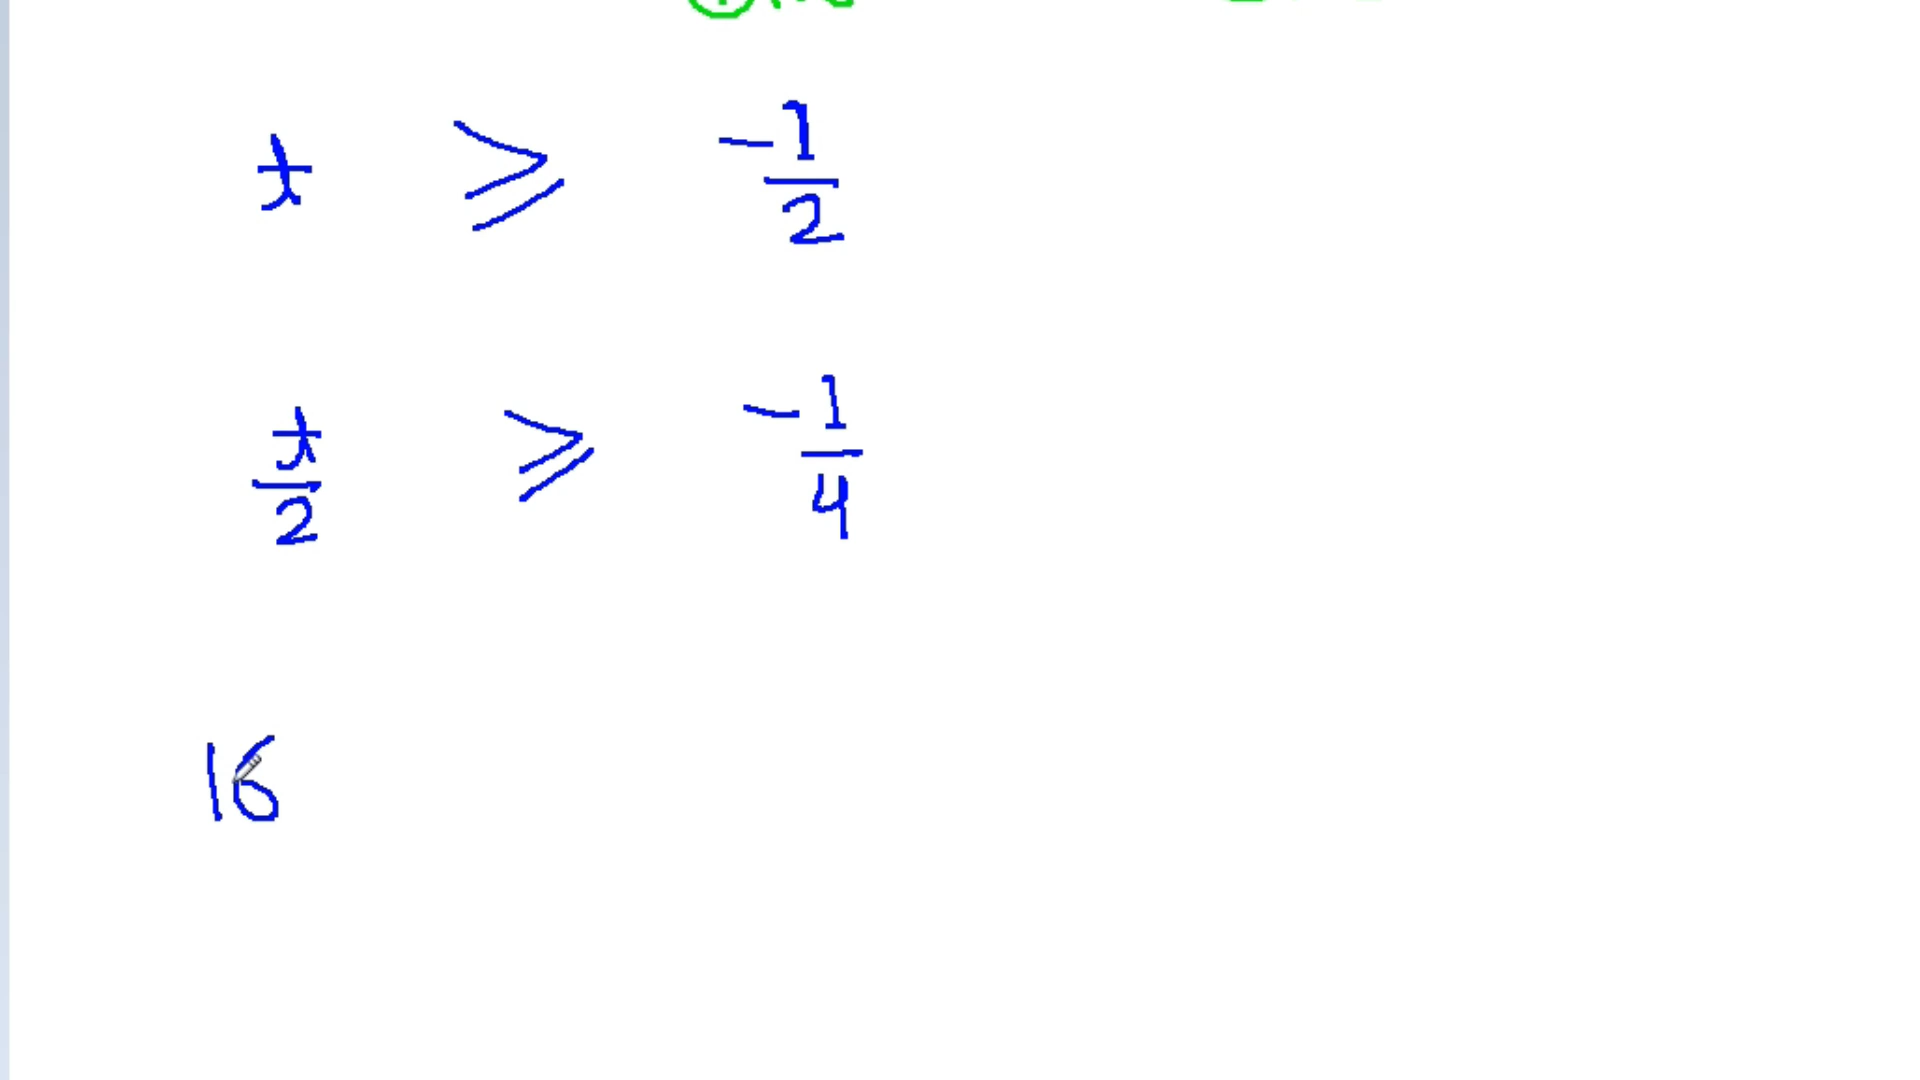 t ≥ -1/2
t/2 ≥ -1/4
16